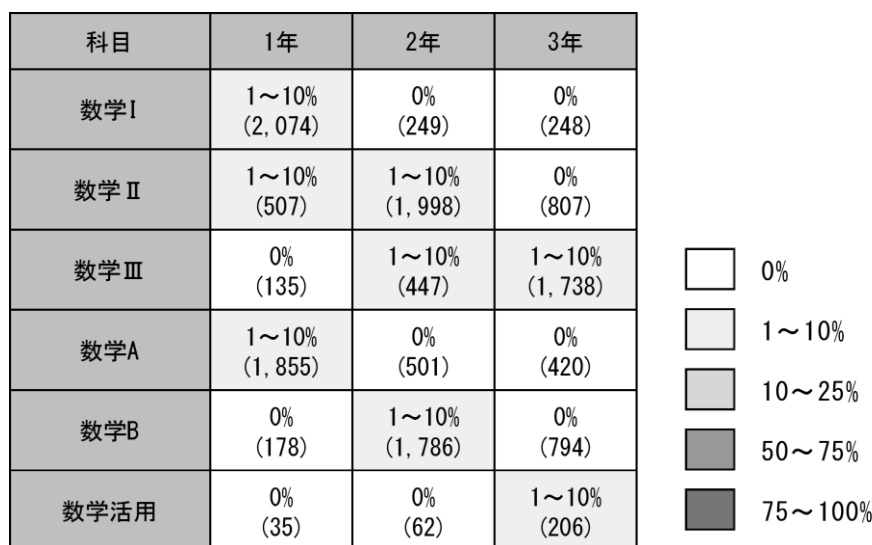 科目 1年 2年 3年
数学I 1～10% 0% 0%
(2,074) (249) (248)
数学Ⅱ 1～10% 1～10% 0%
(507) (1,998) (807)
数学Ⅲ 0% 1～10% 1～10%
(135) (447) (1,738)
数学A 1～10% 0% 0%
(1,855) (501) (420)
数学B 0% 1～10% 0%
(178) (1,786) (794)
数学活用 0% 0% 1～10%
(35) (62) (206)
0%
1～10%
10～25%
50～75%
75～100%